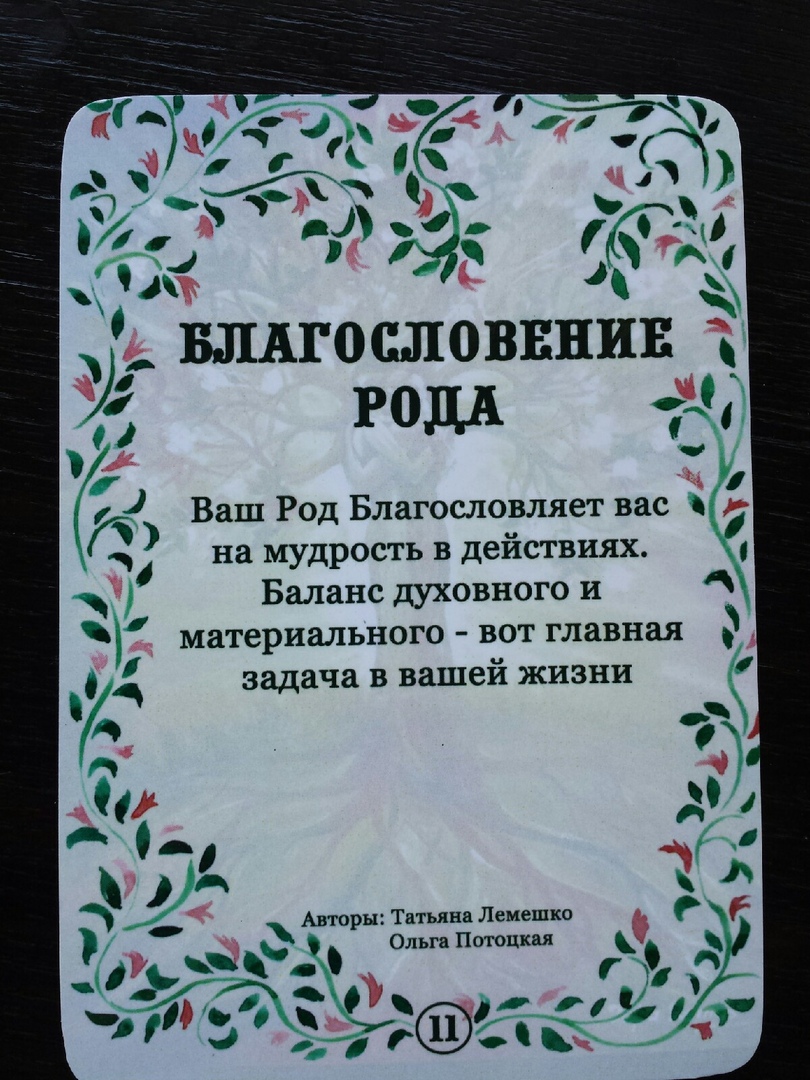 БЛАГОСЛОВЕНИЕ
РОДА
Ваш Род Благословляет вас
на мудрость в действиях.
Баланс духовного и
материального - вот главная
задача в вашей жизни
Авторы: Татьяна Лемешко
Ольга Потоцкая
11